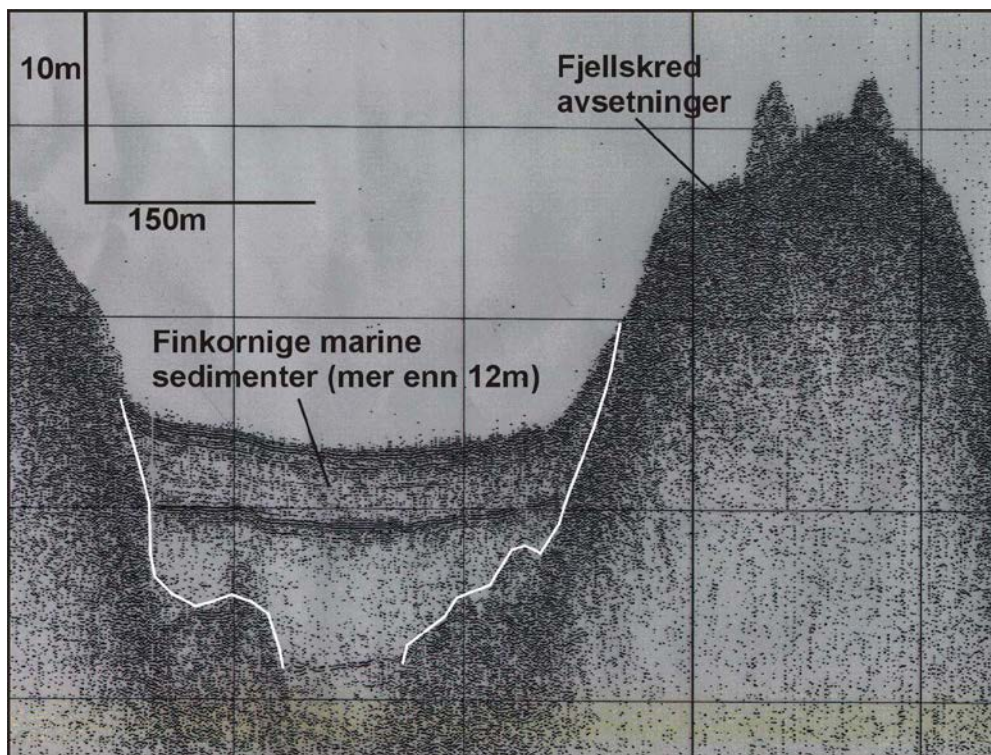 10m
150m
Fjellskred
avsetninger
Finkornige marine
sedimenter (mer enn 12m)